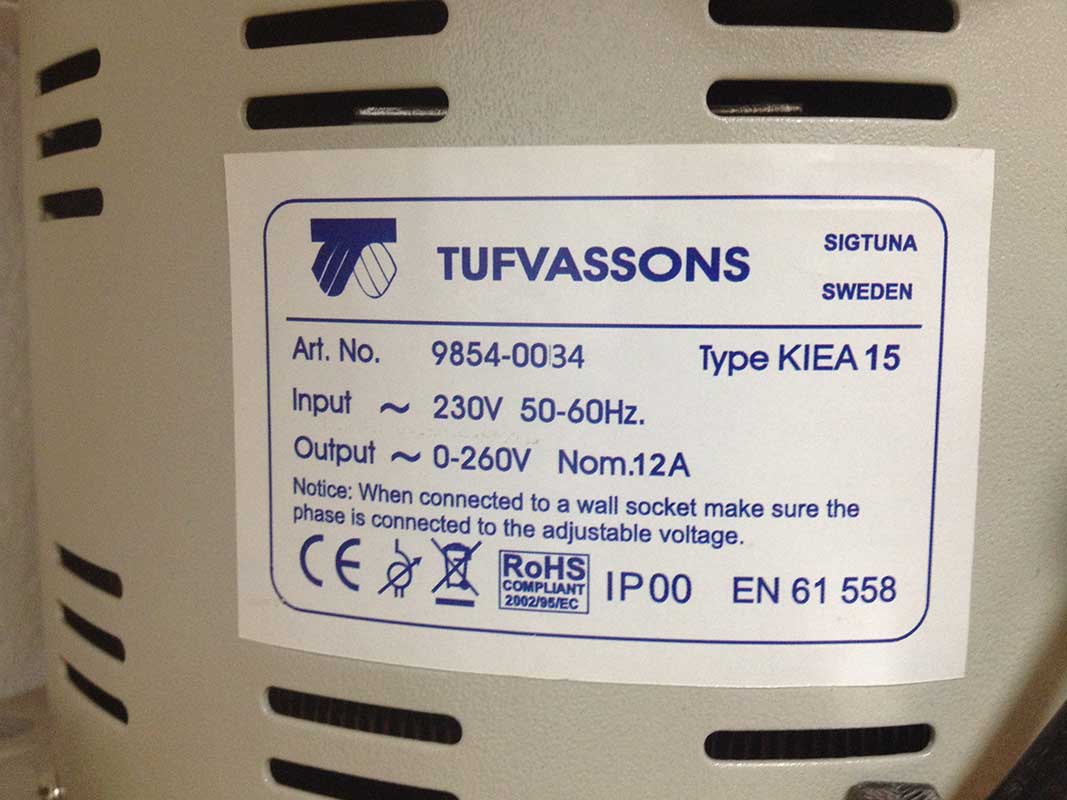 TUFVASSONS
SIGTUNA
SWEDEN
Art. No. 9854-0034 Type KIEA 15
Input ~ 230V 50-60Hz.
Output ~ 0-260V Nom.12A
Notice: When connected to a wall socket make sure the
phase is connected to the adjustable voltage.
CE
RoHS
COMPLIANT
2002/95/EC
IP00 EN 61 558